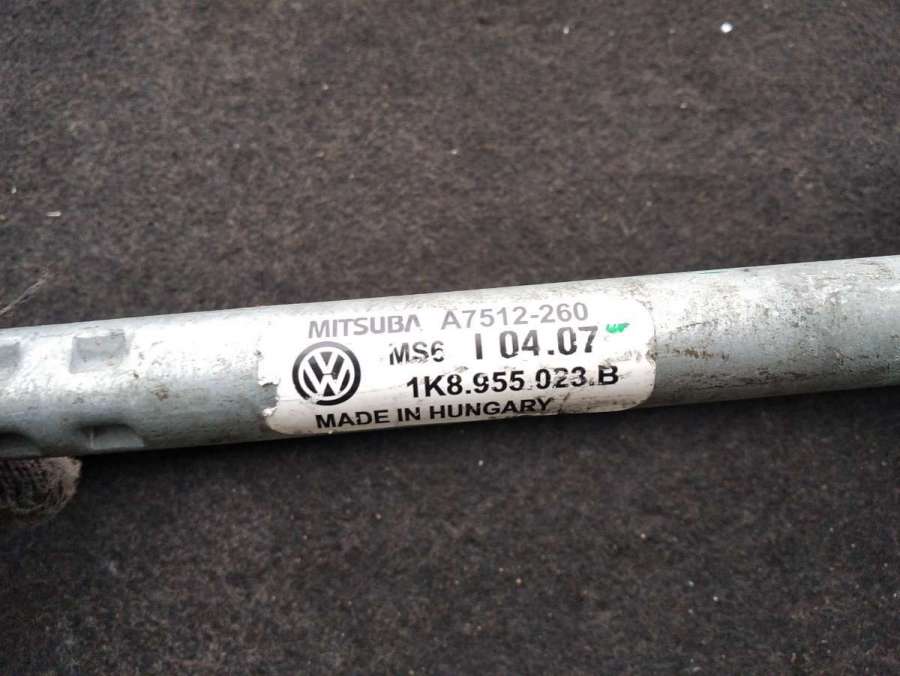 MITSUBA A7512-260
MS6 I 04.07
1K8.955.023.B
MADE IN HUNGARY